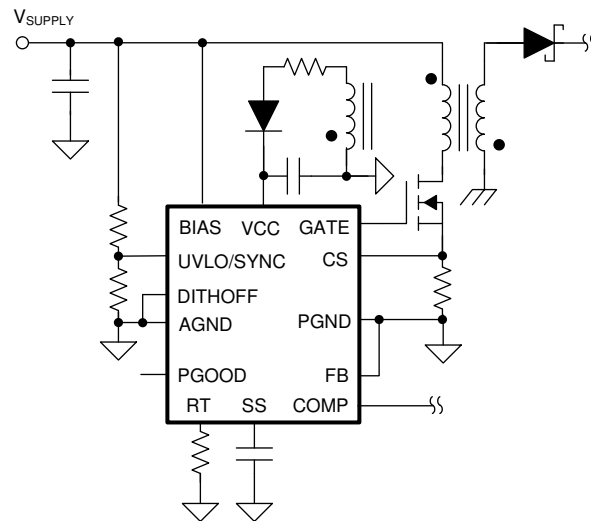 VSUPPLY
BIAS VCC GATE
UVLO/SYNC CS
DITHOFF
AGND PGND
PGOOD FB
RT SS COMP